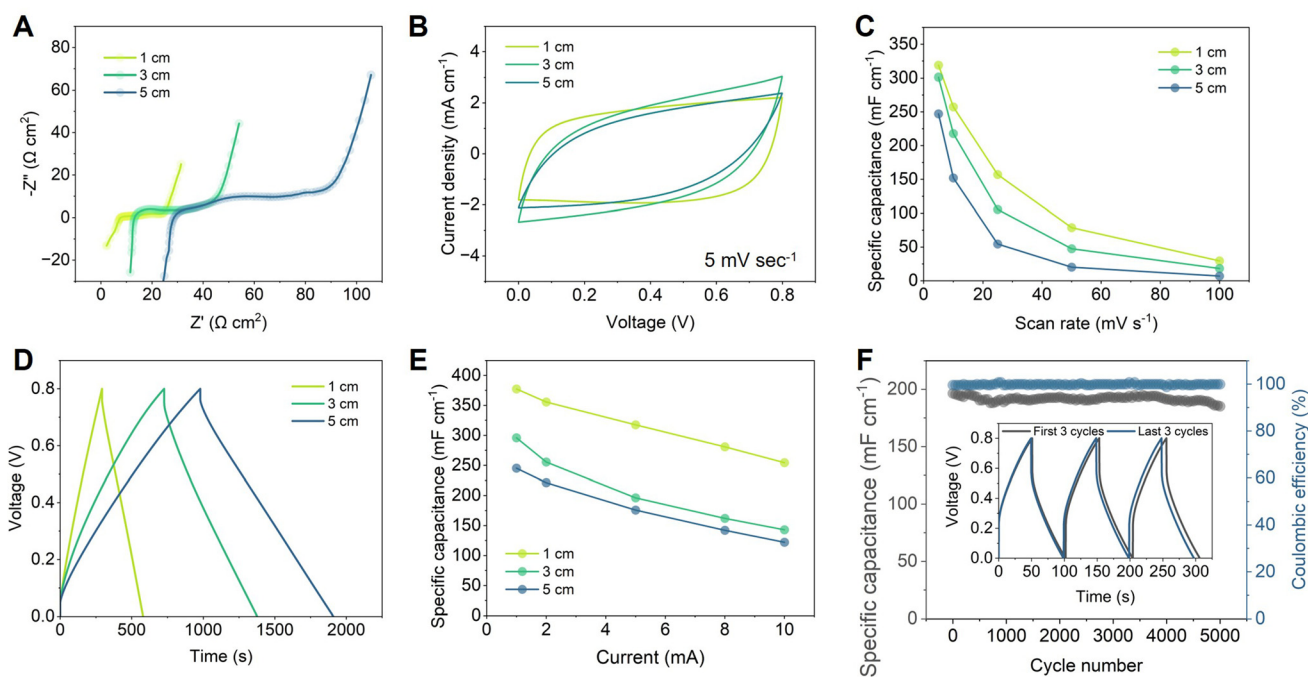 A
1 cm
3 cm
5 cm
80
60
40
20
0
−20
-Z" (Ω cm²)
0
20
40
60
80
100
Z' (Ω cm²)
B
1 cm
3 cm
5 cm
4
2
0
−2
−4
Current density (mA cm⁻¹)
5 mV sec⁻¹
0.0
0.2
0.4
0.6
0.8
Voltage (V)
C
1 cm
3 cm
5 cm
350
300
250
200
150
100
50
0
Specific capacitance (mF cm⁻¹)
0
20
40
60
80
100
Scan rate (mV s⁻¹)
D
1 cm
3 cm
5 cm
0.8
0.6
0.4
0.2
0.0
Voltage (V)
0
500
1000
1500
2000
Time (s)
E
400
350
300
250
200
150
100
50
0
Specific capacitance (mF cm⁻¹)
1 cm
3 cm
5 cm
0
2
4
6
8
10
Current (mA)
F
200
175
150
125
100
75
50
25
0
Specific capacitance (mF cm⁻¹)
100
80
60
40
20
0
Coulombic efficiency (%)
First 3 cycles
Last 3 cycles
0.8
0.6
0.4
0.2
0.0
Voltage (V)
0
50
100
150
200
250
300
Time (s)
0
1000
2000
3000
4000
5000
Cycle number